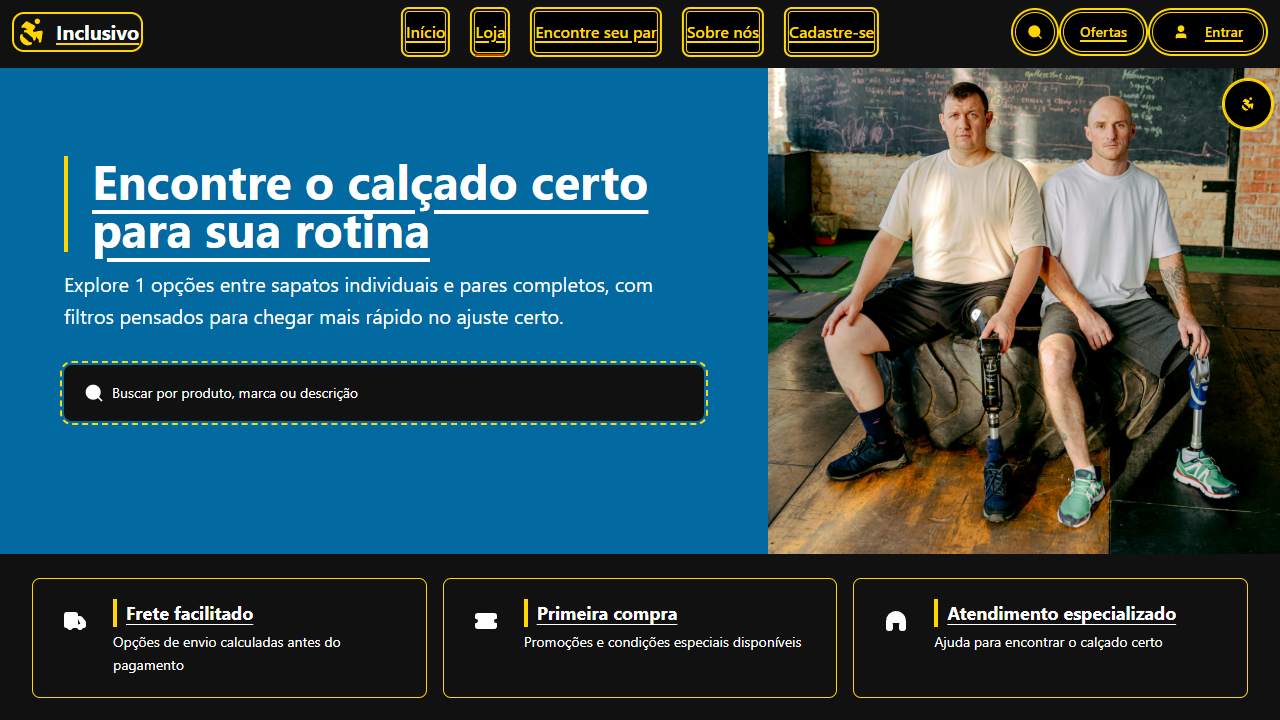 Inclusivo
Início
Loja
Encontre seu par
Sobre nós
Cadastre-se
Ofertas
Entrar
Encontre o calçado certo
para sua rotina
Explore 1 opções entre sapatos individuais e pares completos, com
filtros pensados para chegar mais rápido no ajuste certo.
Buscar por produto, marca ou descrição
Frete facilitado
Opções de envio calculadas antes do
pagamento
Primeira compra
Promoções e condições especiais disponíveis
Atendimento especializado
Ajuda para encontrar o calçado certo